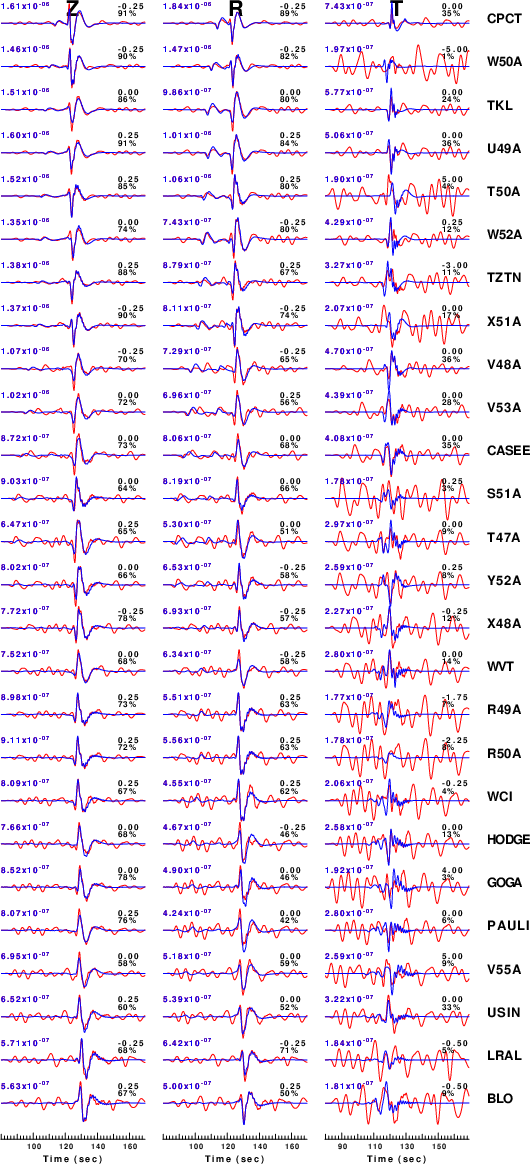 Z R T
1.61x10-06 -0.25 91% 1.84x10-06 -0.25 89% 7.43x10-07 0.00 35% CPCT
1.46x10-06 -0.25 90% 1.47x10-06 -0.25 82% 1.97x10-07 -5.00 1% W50A
1.51x10-06 0.00 86% 9.86x10-07 0.00 80% 5.77x10-07 0.00 24% TKL
1.60x10-06 0.25 91% 1.01x10-06 0.25 84% 5.06x10-07 0.00 36% U49A
1.52x10-06 0.25 85% 1.06x10-06 0.25 80% 1.90x10-07 5.00 4% T50A
1.35x10-06 0.00 74% 7.43x10-07 -0.25 80% 4.29x10-07 0.25 12% W52A
1.38x10-06 0.25 88% 8.79x10-07 0.25 67% 3.27x10-07 -3.00 11% TZTN
1.37x10-06 -0.25 90% 8.11x10-07 -0.25 74% 2.07x10-07 0.00 17% X51A
1.07x10-06 -0.25 70% 7.29x10-07 -0.25 65% 4.70x10-07 0.00 36% V48A
1.02x10-06 0.00 72% 6.96x10-07 0.25 56% 4.39x10-07 0.00 28% V53A
8.72x10-07 0.00 73% 8.06x10-07 0.00 68% 4.08x10-07 0.00 35% CASEE
9.03x10-07 0.00 64% 8.19x10-07 0.00 66% 1.78x10-07 0.25 3% S51A
6.47x10-07 0.25 65% 5.30x10-07 0.00 51% 2.97x10-07 0.00 9% T47A
8.02x10-07 0.00 66% 6.53x10-07 -0.25 58% 2.59x10-07 0.25 8% Y52A
7.72x10-07 -0.25 78% 6.93x10-07 -0.25 57% 2.27x10-07 -0.25 12% X48A
7.52x10-07 0.00 68% 6.34x10-07 -0.25 58% 2.80x10-07 0.00 14% WVT
8.98x10-07 0.25 73% 5.51x10-07 0.25 63% 1.77x10-07 -1.75 R49A
9.11x10-07 0.25 72% 5.56x10-07 0.25 63% 1.78x10-07 -2.25 R50A
8.09x10-07 0.25 67% 4.55x10-07 0.25 62% 2.06x10-07 -0.25 4% WCI
7.66x10-07 0.00 68% 4.67x10-07 -0.25 46% 2.58x10-07 0.00 13% HODGE
8.52x10-07 0.00 78% 4.90x10-07 0.00 46% 1.92x10-07 4.00 3% GOGA
8.07x10-07 0.25 76% 4.24x10-07 0.00 42% 2.80x10-07 0.00 6% PAULI
6.95x10-07 0.00 58% 5.18x10-07 0.00 59% 2.59x10-07 5.00 9% V55A
6.52x10-07 0.25 60% 5.39x10-07 0.00 52% 3.22x10-07 0.00 33% USIN
5.71x10-07 -0.25 68% 6.42x10-07 -0.25 71% 1.84x10-07 -0.50 LRAL
5.63x10-07 0.25 67% 5.00x10-07 0.25 50% 1.81x10-07 -0.50 9% BLO
100 120 140 160 100 120 140 160 90 110 130 150
Time (sec) Time (sec) Time (sec)